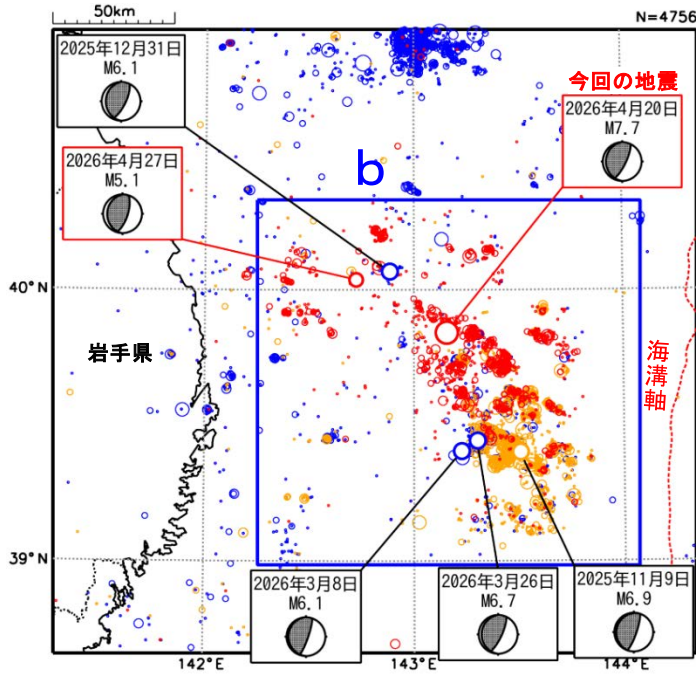 50km
N=4756
2025年12月31日
M6.1
今回の地震
2026年4月20日
M7.7
2026年4月27日
M5.1
b
40°N
岩手県
海溝軸
39°N
2026年3月8日
M6.1
2026年3月26日
M6.7
2025年11月9日
M6.9
142°E
143°E
144°E